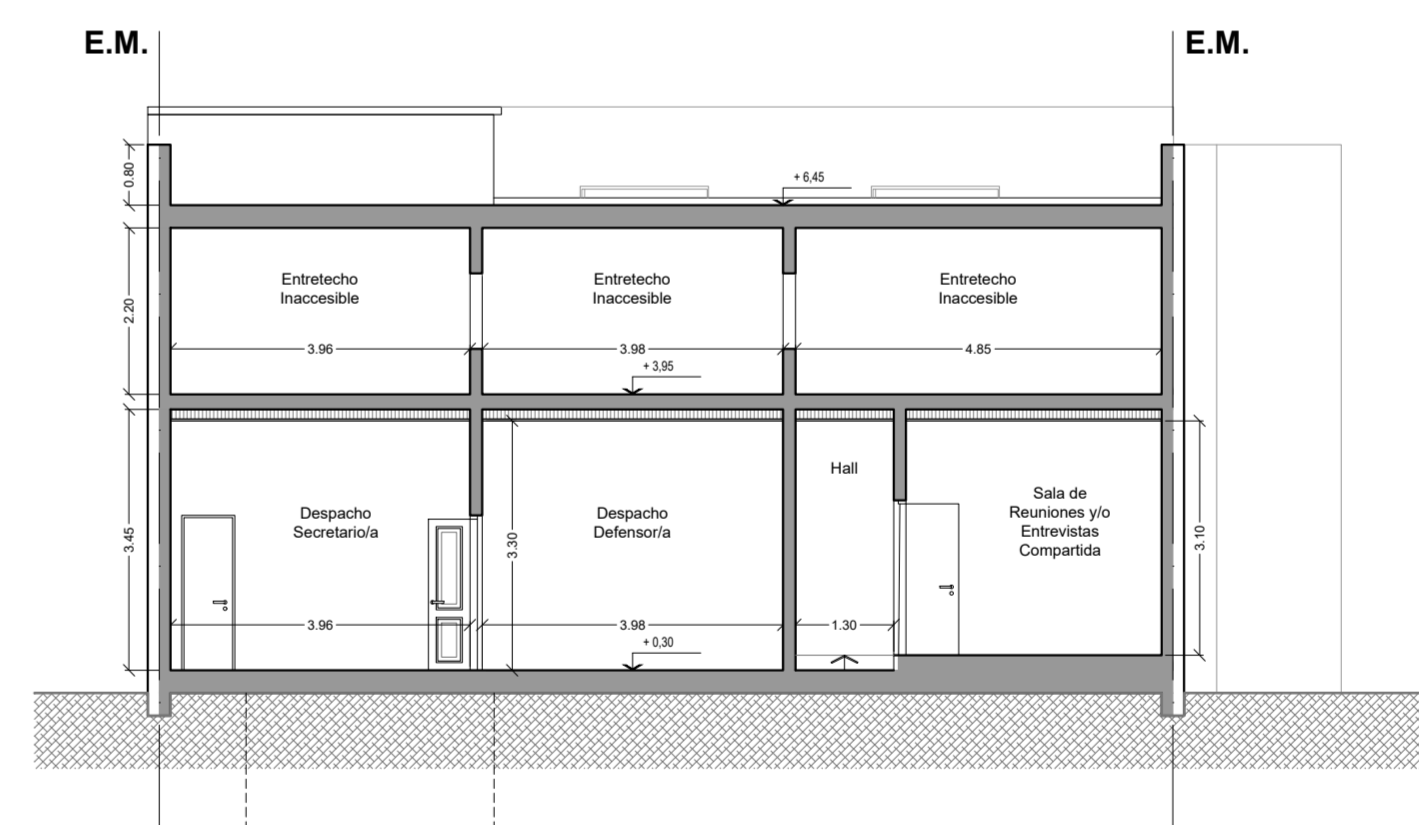 E.M.
E.M.
0.80
+ 6,45
Entretecho
Inaccesible
Entretecho
Inaccesible
Entretecho
Inaccesible
2.20
3.96
3.98
4.85
+ 3,95
Hall
Despacho
Secretario/a
Despacho
Defensor/a
Sala de
Reuniones y/o
Entrevistas
Compartida
3.45
3.30
3.10
3.96
3.98
1.30
+ 0,30